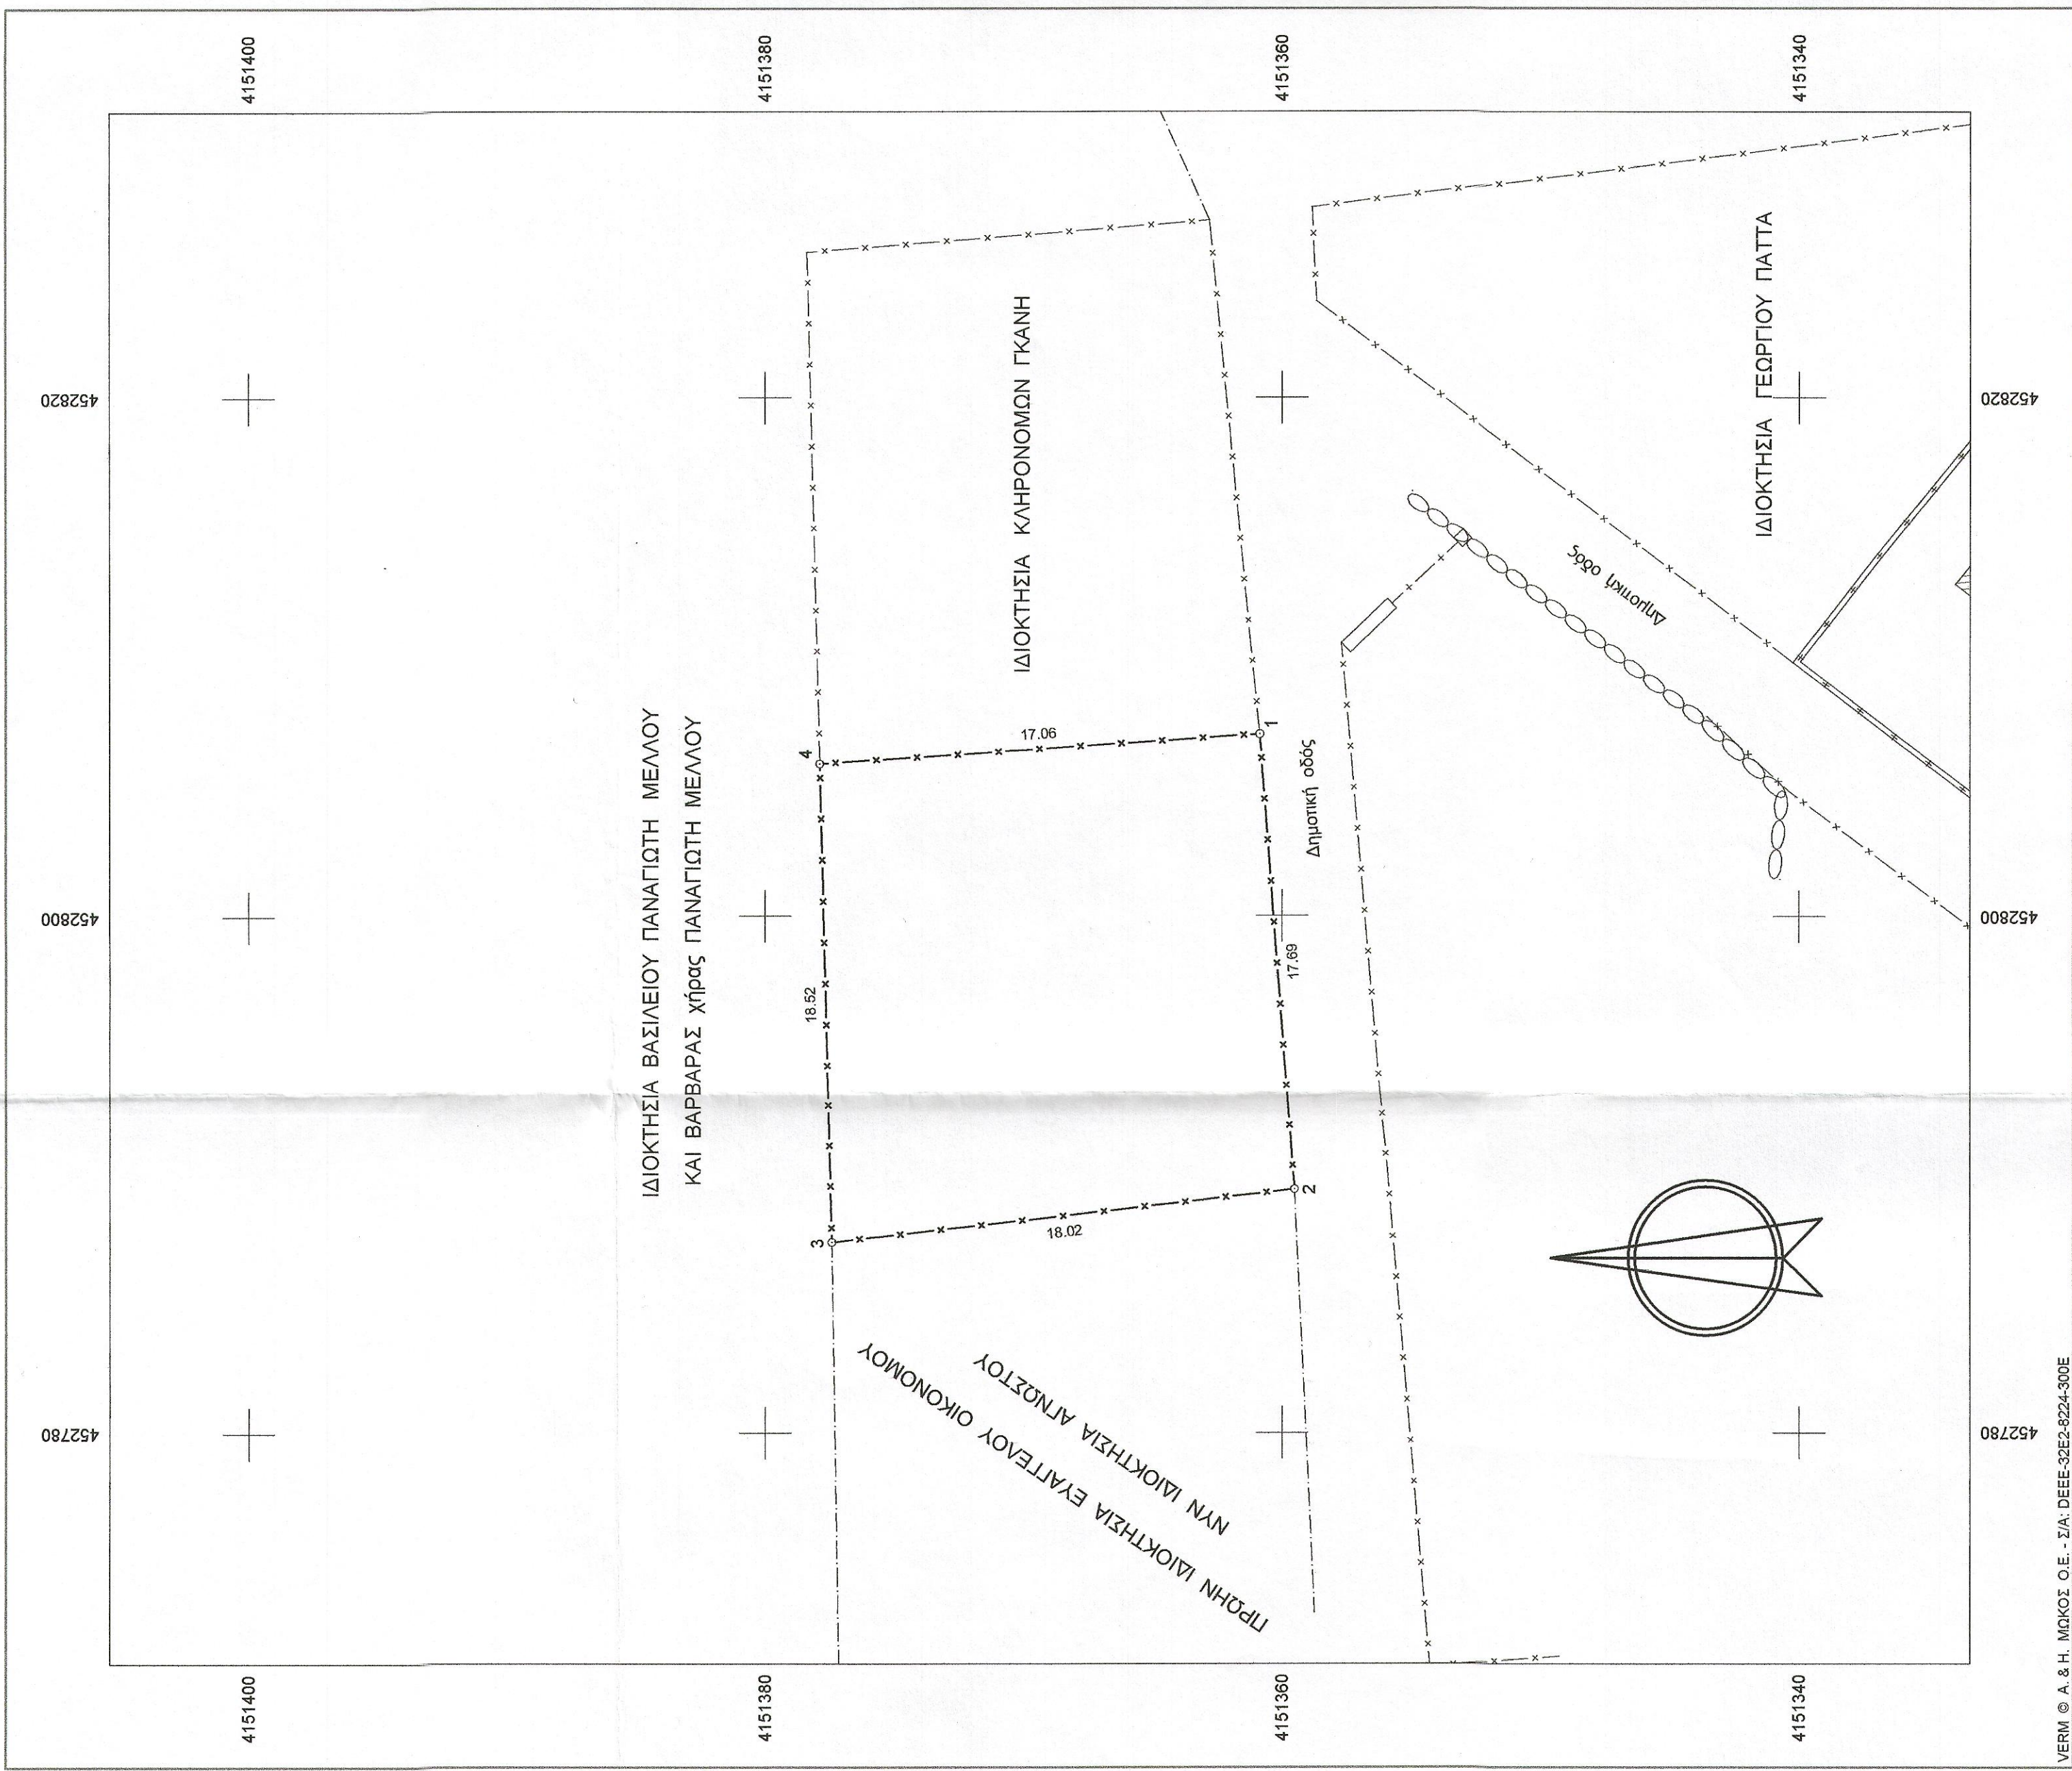 4151400
4151380
4151360
4151340
452820
452820
452800
452800
452780
452780
4151400
4151380
4151360
4151340
ΙΔΙΟΚΤΗΣΙΑ ΒΑΣΙΛΕΙΟΥ ΠΑΝΑΓΙΩΤΗ ΜΕΛΛΟΥ
ΚΑΙ ΒΑΡΒΑΡΑΣ χήρας ΠΑΝΑΓΙΩΤΗ ΜΕΛΛΟΥ
ΙΔΙΟΚΤΗΣΙΑ ΚΛΗΡΟΝΟΜΩΝ ΓΚΑΝΗ
ΙΔΙΟΚΤΗΣΙΑ ΓΕΩΡΓΙΟΥ ΠΑΤΤΑ
Δημοτική οδός
Δημοτική οδός
4
17.06
1
18.52
17.69
3
18.02
2
ΠΡΩΗΝ ΙΔΙΟΚΤΗΣΙΑ ΕΥΑΓΓΕΛΟΥ ΟΙΚΟΝΟΜΟΥ
ΝΥΝ ΙΔΙΟΚΤΗΣΙΑ ΑΓΝΩΣΤΟΥ
VERM © Α. & Η. ΜΩΚΟΣ Ο.Ε. - Σ/Α: DEEE-32E2-8224-300E